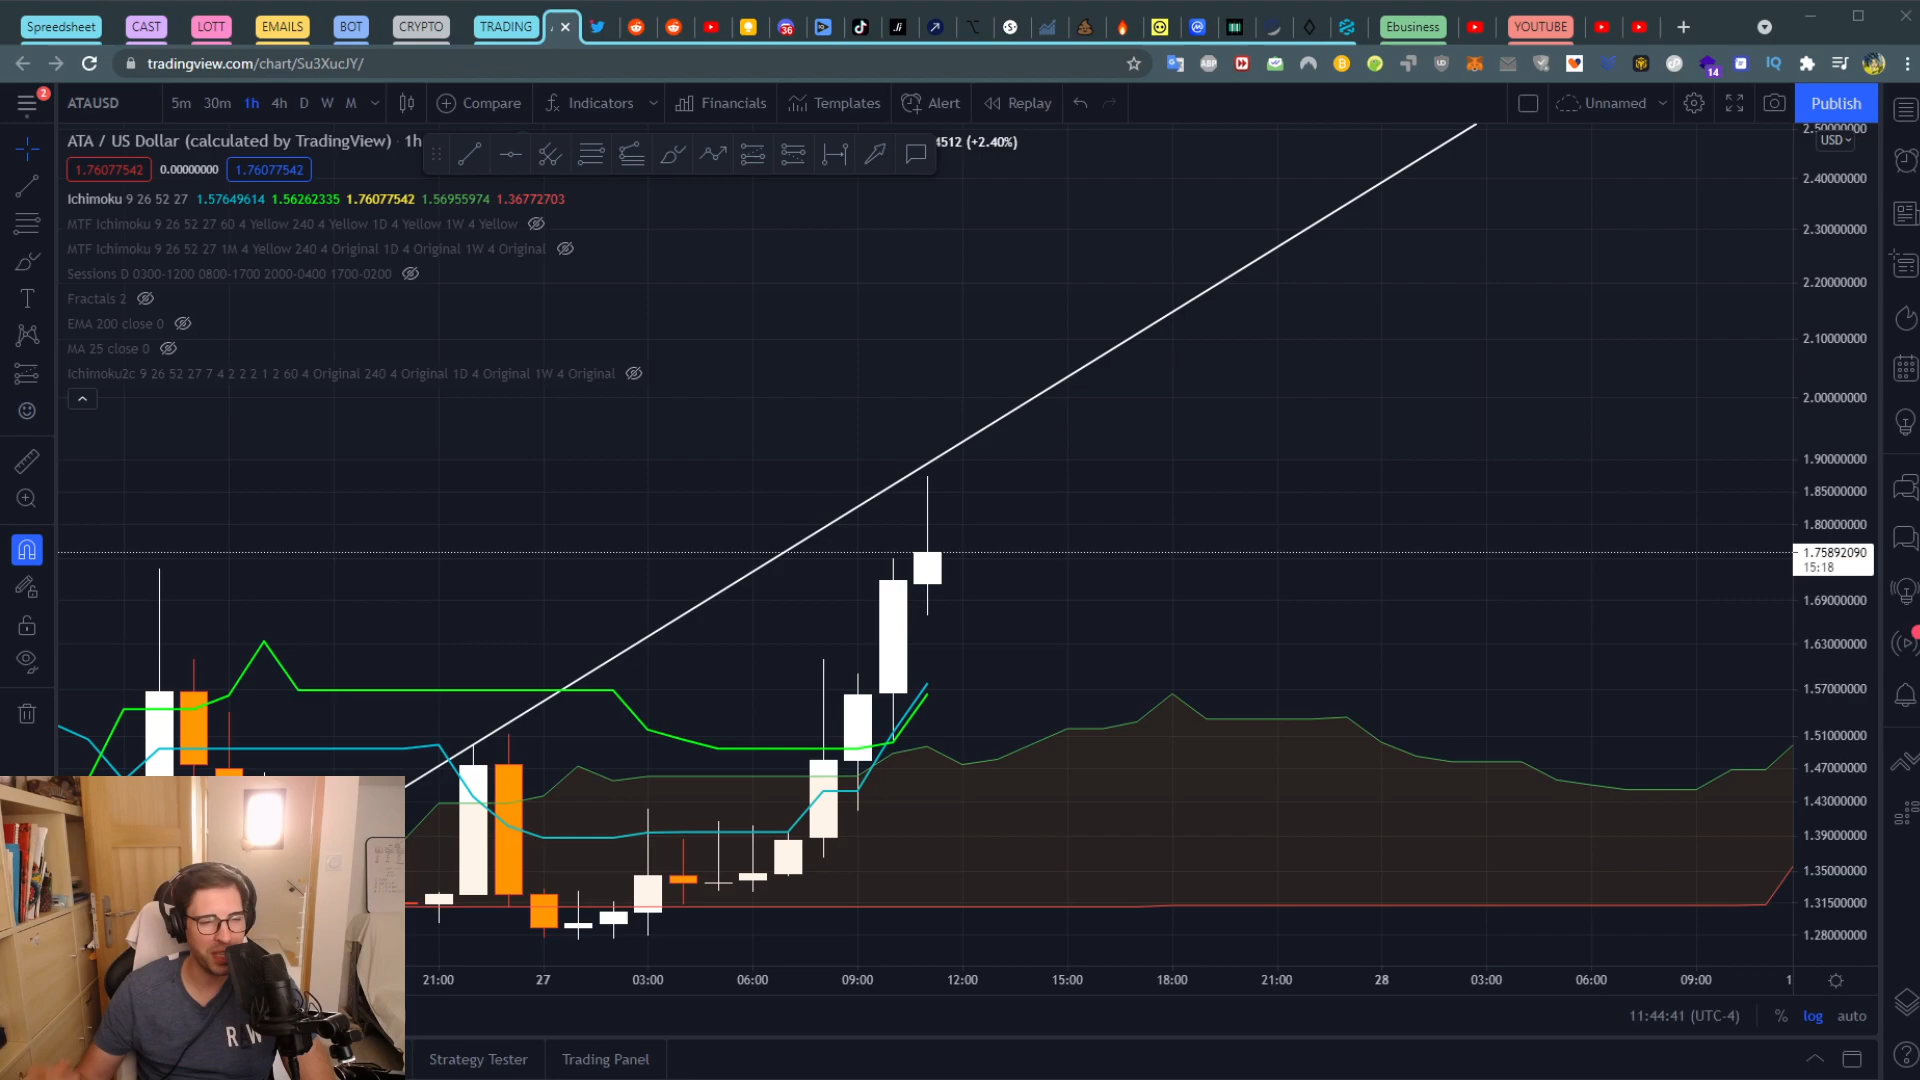 Spreedsheet CAST LOTT EMAILS BOT CRYPTO TRADING Ebusiness YOUTUBE
36
tradingview.com/chart/Su3XucJY/
ABP
UD
14
IQ
2
ATAUSD 5m 30m 1h 4h D W M Compare Indicators Financials Templates Alert Replay Unnamed Publish
ATA / US Dollar (calculated by TradingView) · 1h
4512 (+2.40%)
1.76077542 0.00000000 1.76077542
Ichimoku 9 26 52 27 1.57649614 1.56262335 1.76077542 1.56955974 1.36772703
MTF Ichimoku 9 26 52 27 60 4 Yellow 240 4 Yellow 1D 4 Yellow 1W 4 Yellow
MTF Ichimoku 9 26 52 27 1M 4 Yellow 240 4 Original 1D 4 Original 1W 4 Original
Sessions D 0300-1200 0800-1700 2000-0400 1700-0200
Fractals 2
EMA 200 close 0
MA 25 close 0
Ichimoku2c 9 26 52 27 7 4 2 2 2 1 2 60 4 Original 240 4 Original 1D 4 Original 1W 4 Original
2.50000000
USD
2.40000000
2.30000000
2.20000000
2.10000000
2.00000000
1.90000000
1.85000000
1.80000000
1.75892090
15:18
1.69000000
1.63000000
1.57000000
1.51000000
1.47000000
1.43000000
1.39000000
1.35000000
1.31500000
1.28000000
21:00 27 03:00 06:00 09:00 12:00 15:00 18:00 21:00 28 03:00 06:00 09:00 1
11:44:41 (UTC-4) % log auto
Strategy Tester Trading Panel